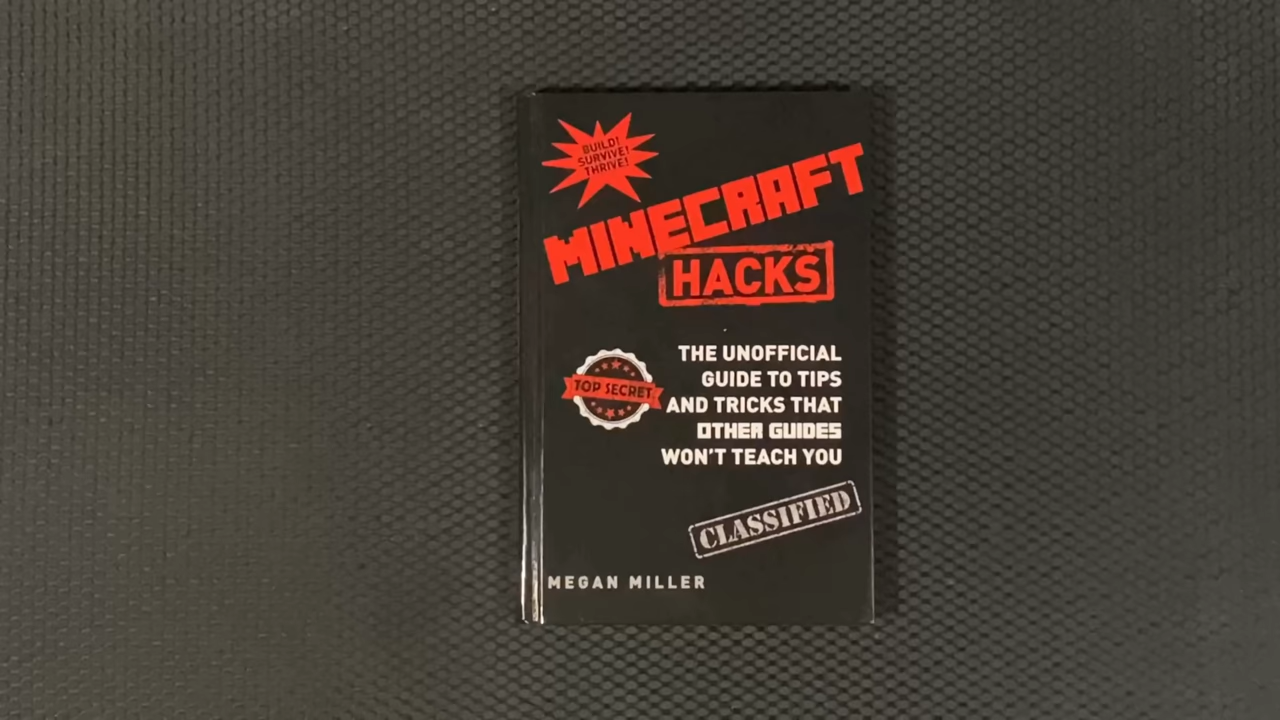 BUILD!
SURVIVE!
THRIVE!
MINECRAFT
HACKS
THE UNOFFICIAL
GUIDE TO TIPS
AND TRICKS THAT
OTHER GUIDES
WON'T TEACH YOU
TOP SECRET
CLASSIFIED
MEGAN MILLER